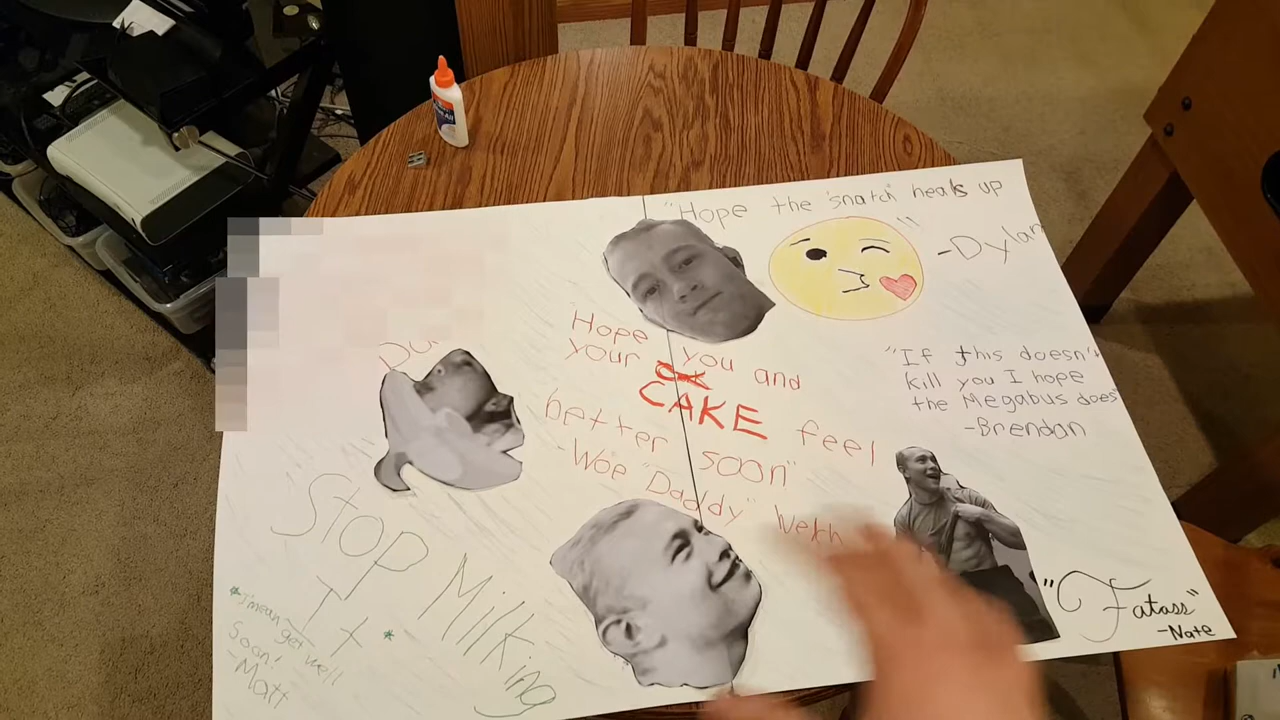 "Hope the "snatch" heals up "
-Dylan
Hope you and
your
CAKE feel
better soon"
-Woe "Daddy" Welch
"If this doesn't
kill you I hope
the Megabus does"
-Brendan
STOP Milking
It *
*I mean get well
Soon!
-Matt
"Fatass"
-Nate